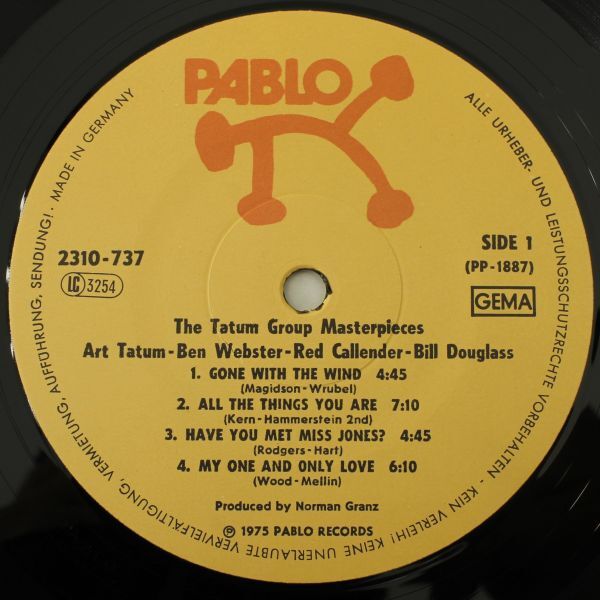 PABLO
ALLE URHEBER- UND LEISTUNGSSCHUTZRECHTE VORBEHALTEN - KEIN VERLEIH! KEINE UNERLAUBTE VERVIELFÄLTIGUNG, VERMIETUNG, AUFFÜHRUNG, SENDUNG! · MADE IN GERMANY
2310-737
LC 3254
SIDE 1
(PP-1887)
GEMA
The Tatum Group Masterpieces
Art Tatum-Ben Webster-Red Callender-Bill Douglass
1. GONE WITH THE WIND 4:45
(Magidson-Wrubel)
2. ALL THE THINGS YOU ARE 7:10
(Kern-Hammerstein 2nd)
3. HAVE YOU MET MISS JONES? 4:45
(Rodgers-Hart)
4. MY ONE AND ONLY LOVE 6:10
(Wood-Mellin)
Produced by Norman Granz
℗ 1975 PABLO RECORDS